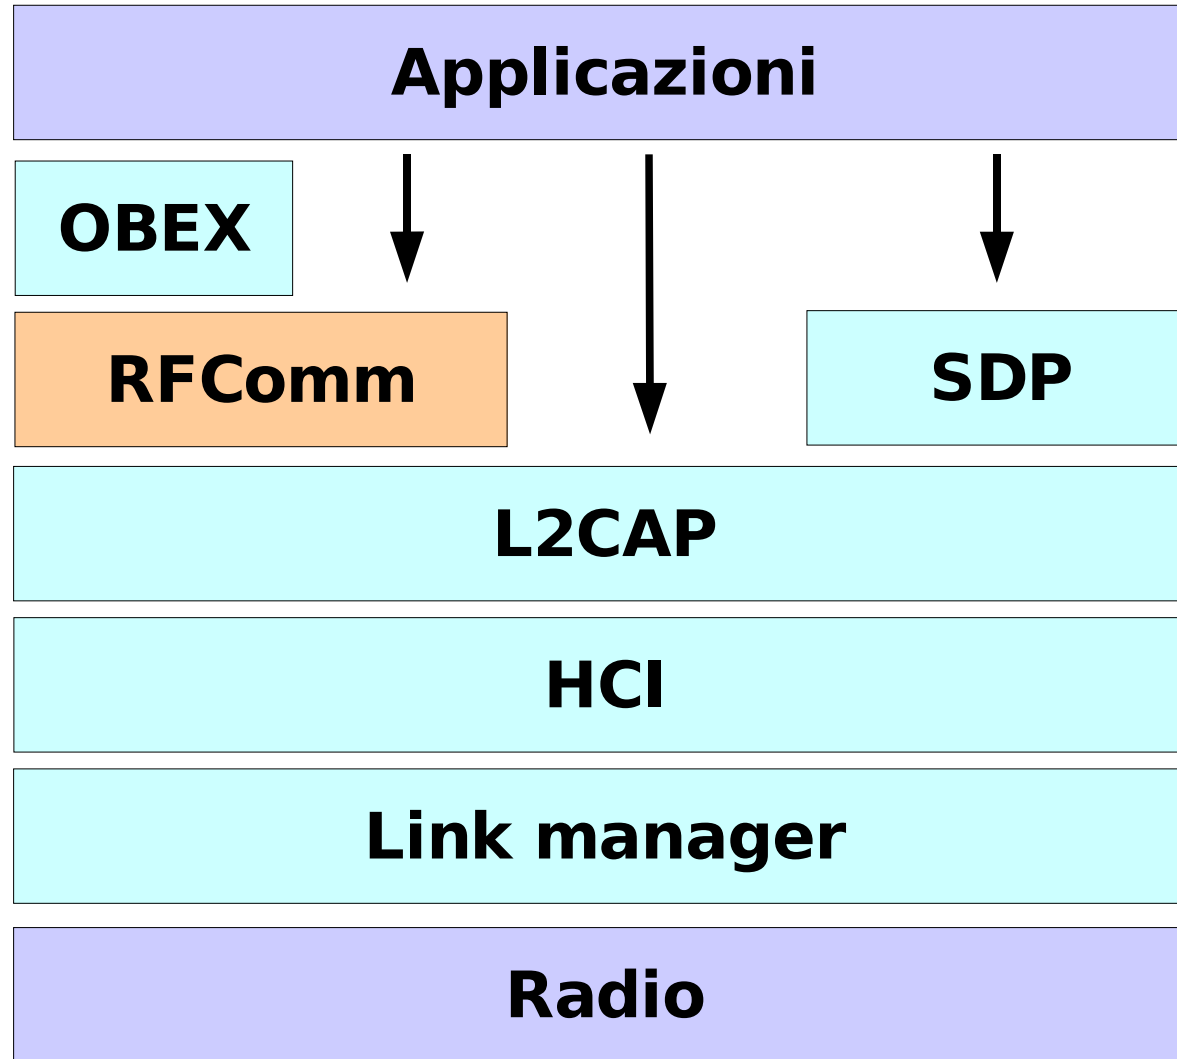 Applicazioni
OBEX
RFComm
SDP
L2CAP
HCI
Link manager
Radio